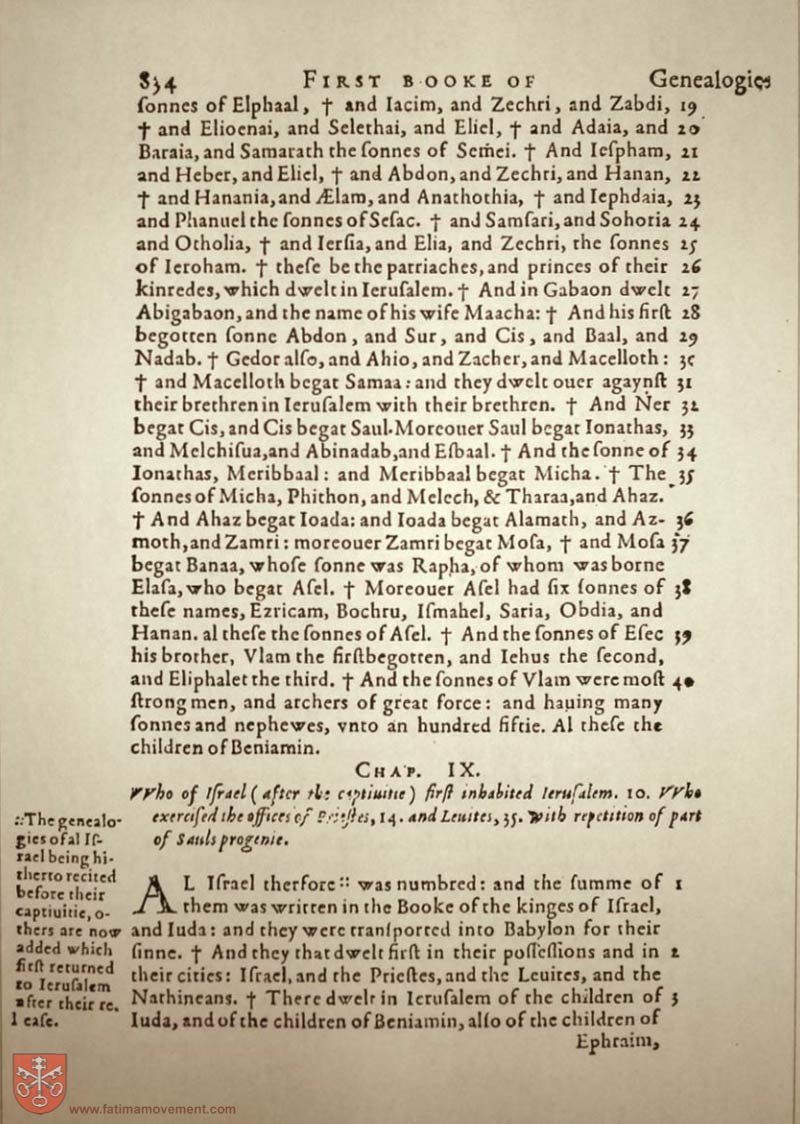 834 FIRST BOOKE OF Genealogies
ſonnes of Elphaal, † and Iacim, and Zechri, and Zabdi, 19
† and Elioenai, and Selethai, and Eliel, † and Adaia, and 20
Baraia, and Samarath the ſonnes of Semei. † And Ieſpham, 21
and Heber, and Eliel, † and Abdon, and Zechri, and Hanan, 22
† and Hanania, and Ælam, and Anathothia, † and Iephdaia, 23
and Phanuel the ſonnes of Seſac. † and Samſari, and Sohoria 24
and Otholia, † and Ierſia, and Elia, and Zechri, the ſonnes 25
of Ieroham. † theſe be the patriaches, and princes of their 26
kinredes, which dwelt in Ieruſalem. † And in Gabaon dwelt 27
Abigabaon, and the name of his wife Maacha: † And his firſt 28
begotten ſonne Abdon, and Sur, and Cis, and Baal, and 29
Nadab. † Gedor alſo, and Ahio, and Zacher, and Macelloth: 30
† and Macelloth begat Samaa: and they dwelt ouer agaynſt 31
their brethren in Ieruſalem with their brethren. † And Ner 32
begat Cis, and Cis begat Saul. Moreouer Saul begat Ionathas, 33
and Melchiſua, and Abinadab, and Eſbaal. † And the ſonne of 34
Ionathas, Meribbaal: and Meribbaal begat Micha. † The 35
ſonnes of Micha, Phithon, and Melech, & Tharaa, and Ahaz.
† And Ahaz begat Ioada: and Ioada begat Alamath, and Az- 36
moth, and Zamri: moreouer Zamri begat Moſa, † and Moſa 37
begat Banaa, whoſe ſonne was Rapha, of whom was borne
Elaſa, who begat Aſel. † Moreouer Aſel had ſix ſonnes of 38
theſe names, Ezricam, Bochru, Iſmahel, Saria, Obdia, and
Hanan. al theſe the ſonnes of Aſel. † And the ſonnes of Eſec 39
his brother, Vlam the firſtbegotten, and Iehus the ſecond,
and Eliphalet the third. † And the ſonnes of Vlam were moſt 40
ſtrong men, and archers of great force: and hauing many
ſonnes and nephewes, vnto an hundred fiftie. Al theſe the
children of Beniamin.
CHAP. IX.
VVho of Iſrael (after the captiuitie) firſt inhabited Ieruſalem. 10. VVho
exerciſed the offices of Prieſtes, 14. and Leuites, 35. With repetition of part
of Sauls progenie.
AL Iſrael therfore :: was numbred: and the ſumme of 1
them was written in the Booke of the kinges of Iſrael,
and Iuda: and they were tranſported into Babylon for their
ſinne. † And they that dwelt firſt in their poſſeſſions and in 2
their cities: Iſrael, and the Prieſtes, and the Leuites, and the
Nathineans. † There dwelt in Ieruſalem of the children of 3
Iuda, and of the children of Beniamin, alſo of the children of
Ephraim,
:: The genealo-
gies of al Iſ-
rael being hi-
therto recited
before their
captiuitie, o-
thers are now
added which
firſt returned
to Ieruſalem
after their re.
leaſe.
www.fatimamovement.com